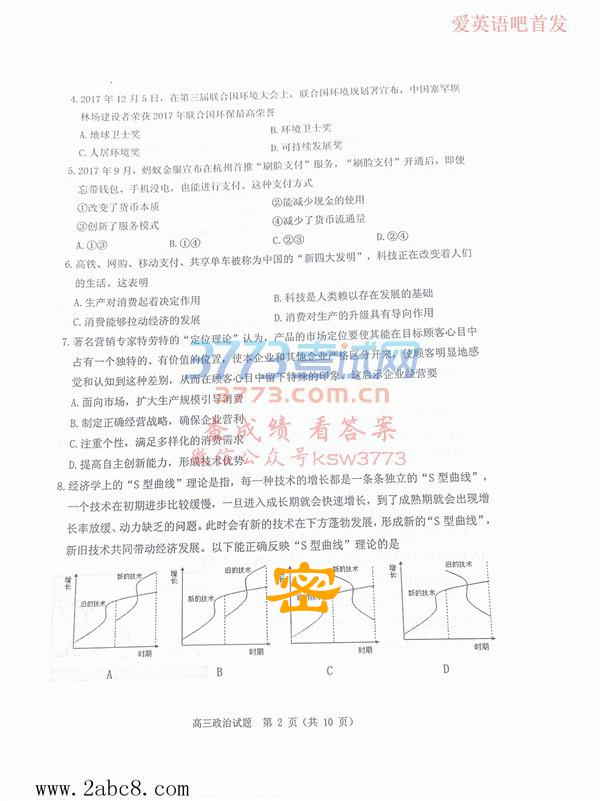 爱英语吧首发
4.2017年12月5日，在第三届联合国环境大会上，联合国环境规划署宣布，中国塞罕坝
林场建设者荣获2017年联合国环保最高荣誉
A.地球卫士奖 B.环境卫士奖
C.人居环境奖 D.可持续发展奖
5.2017年9月，蚂蚁金服宣布在杭州首推“刷脸支付”服务，“刷脸支付”开通后，即便
忘带钱包、手机没电，也能进行支付。这种支付方式
①改变了货币本质 ②能减少现金的使用
③创新了服务模式 ④减少了货币流通量
A.①③ B.①④ C.②③ D.②④
6.高铁、网购、移动支付、共享单车被称为中国的“新四大发明”，科技正在改变着人们
的生活。这表明
A.生产对消费起着决定作用 B.科技是人类赖以存在发展的基础
C.消费能够拉动经济的发展 D.消费对生产的升级具有导向作用
7.著名营销专家特劳特的“定位理论”认为，产品的市场定位要使其能在目标顾客心目中
占有一个独特的、有价值的位置，使本企业和其他企业严格区分开来，使顾客明显地感
觉和认知到这种差别，从而在顾客心目中留下特殊的印象。这启示企业经营要
A.面向市场，扩大生产规模引导消费
B.制定正确经营战略，确保企业营利
C.注重个性，满足多样化的消费需求
D.提高自主创新能力，形成技术优势
3773考试网
3773.com.cn
查成绩 看答案
微信公众号ksw3773
8.经济学上的“S型曲线”理论是指，每一种技术的增长都是一条条独立的“S型曲线”，
一个技术在初期进步比较缓慢，一旦进入成长期就会快速增长，到了成熟期就会出现增
长率放缓、动力缺乏的问题。此时会有新的技术在下方蓬勃发展，形成新的“S型曲线”，
新旧技术共同带动经济发展。以下能正确反映“S型曲线”理论的是
增长 新的技术 旧的技术 时期
增长 旧的技术 新的技术 时期
增长 新的技术 时期
增长 旧的技术 新的技术 时期
密
A B C D
高三政治试题 第2页（共10页）
www.2abc8.com